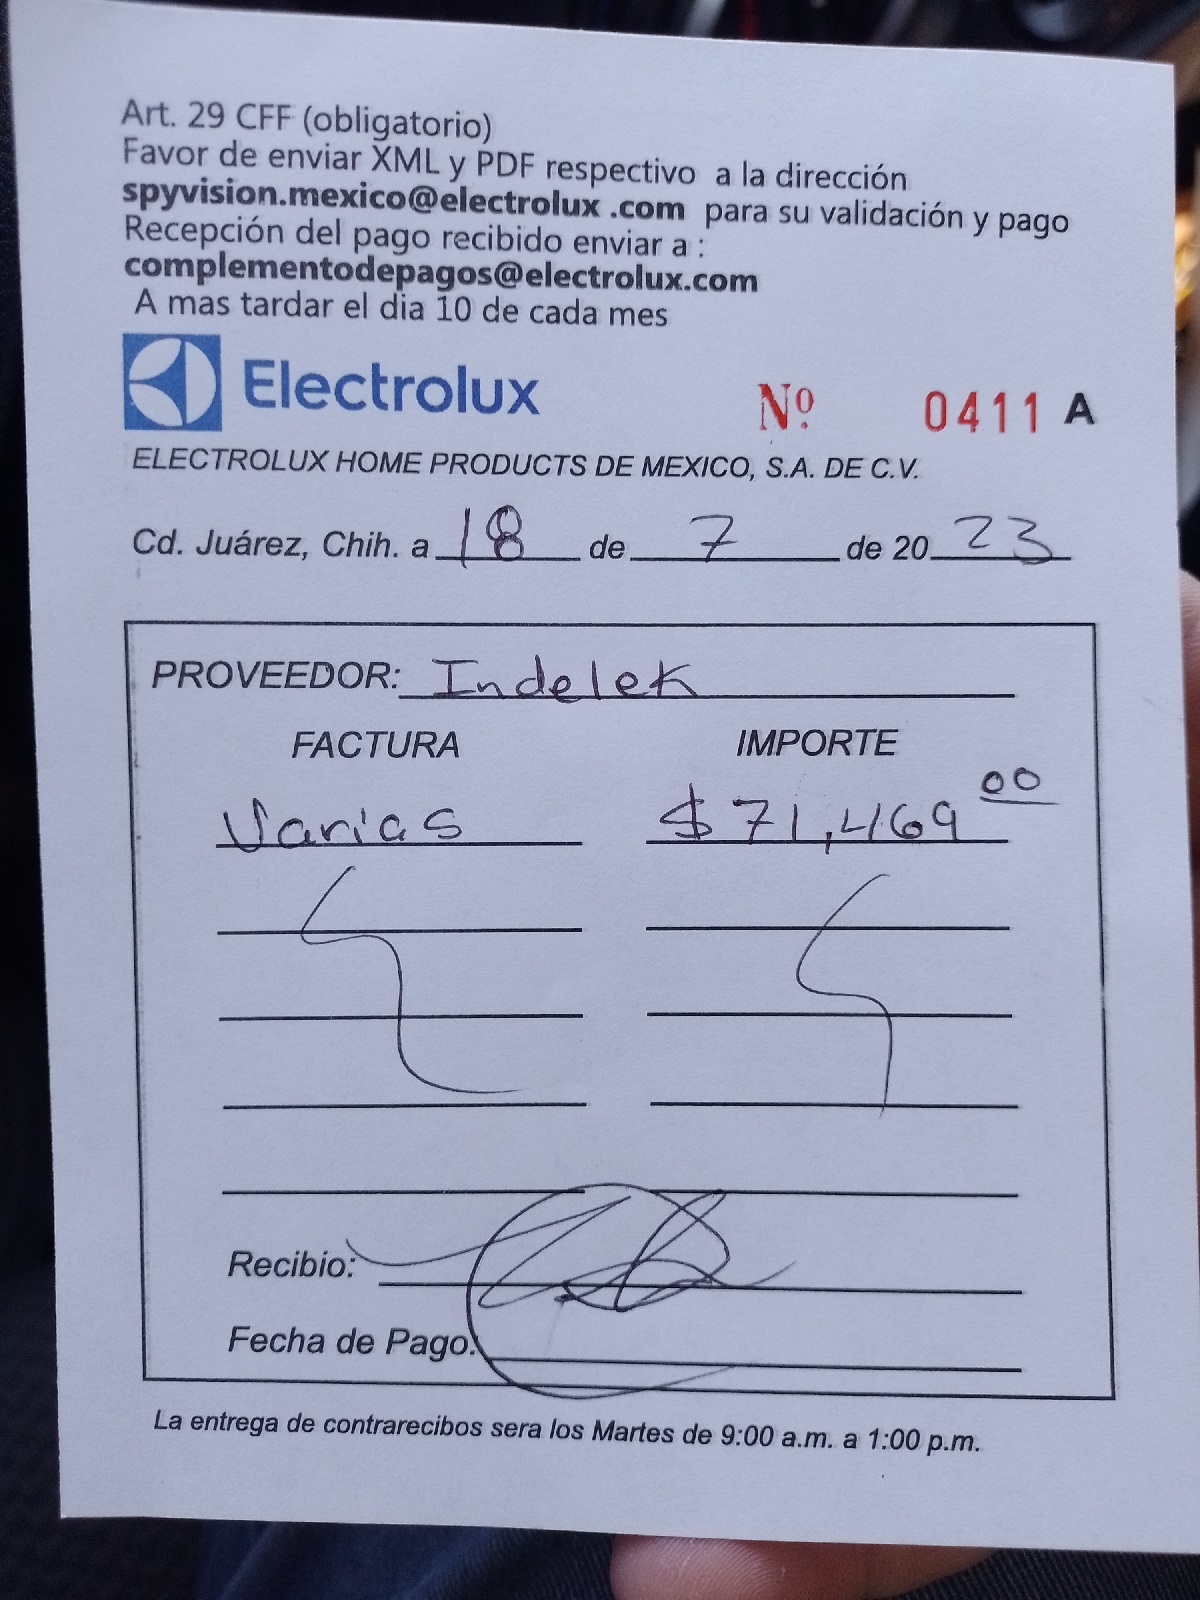 Art. 29 CFF (obligatorio)
Favor de enviar XML y PDF respectivo a la dirección
spyvision.mexico@electrolux .com para su validación y pago
Recepción del pago recibido enviar a :
complementodepagos@electrolux.com
A mas tardar el dia 10 de cada mes
Electrolux Nº 0411 A
ELECTROLUX HOME PRODUCTS DE MEXICO, S.A. DE C.V.
Cd. Juárez, Chih. a 18 de 7 de 20 23
PROVEEDOR: Indelek
FACTURA IMPORTE
Varias $ 71,469 00
Recibio:
Fecha de Pago:
La entrega de contrarecibos sera los Martes de 9:00 a.m. a 1:00 p.m.